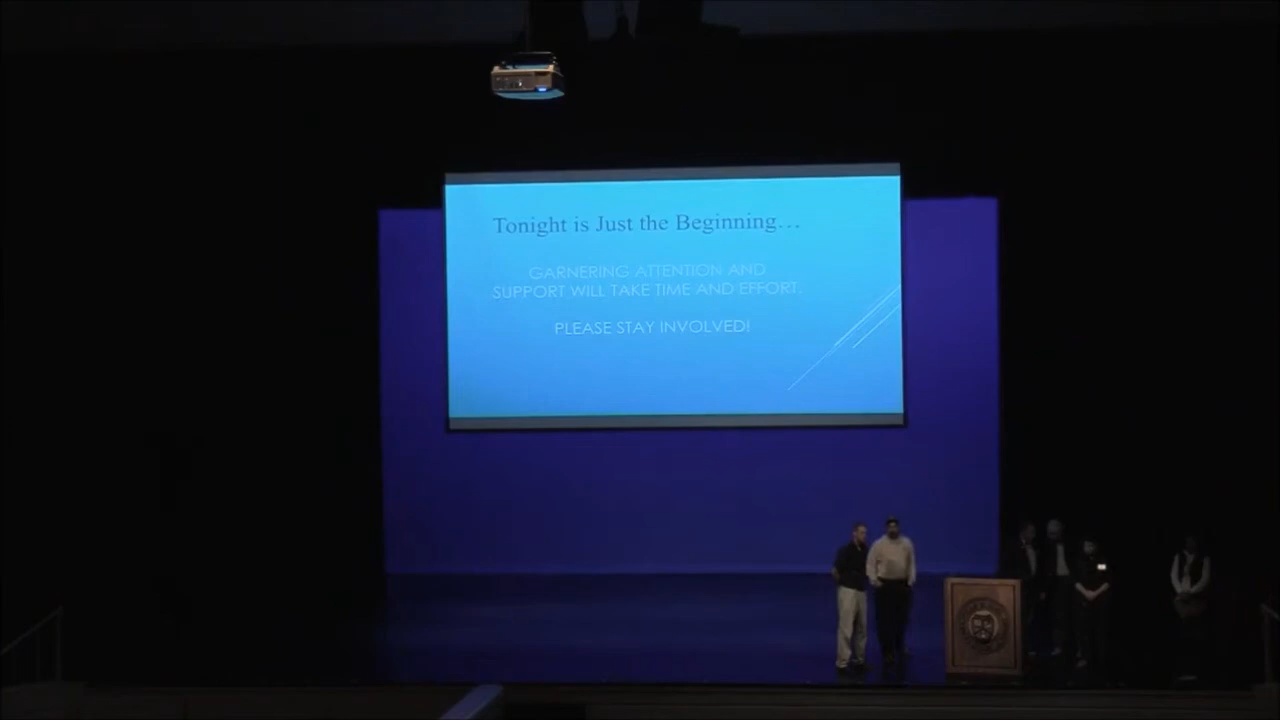 Tonight is Just the Beginning...
GARNERING ATTENTION AND
SUPPORT WILL TAKE TIME AND EFFORT.
PLEASE STAY INVOLVED!